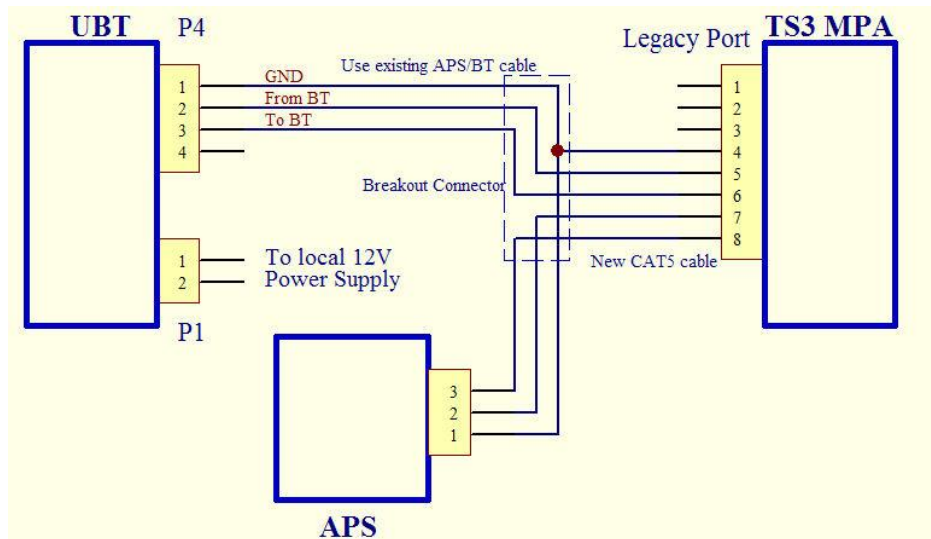 UBT
P4
1
2
3
4
GND
From BT
To BT
Use existing APS/BT cable
Breakout Connector
1
2
To local 12V
Power Supply
P1
Legacy Port
TS3 MPA
1
2
3
4
5
6
7
8
New CAT5 cable
3
2
1
APS